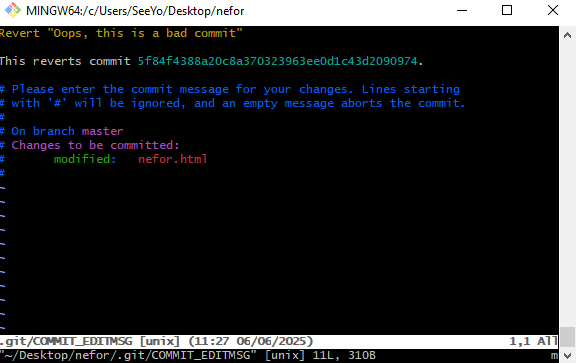 MINGW64:/c/Users/SeeYo/Desktop/nefor
Revert "Oops, this is a bad commit"
This reverts commit 5f84f4388a20c8a370323963ee0d1c43d2090974.
# Please enter the commit message for your changes. Lines starting
# with '#' will be ignored, and an empty message aborts the commit.
#
# On branch master
# Changes to be committed:
#       modified:   nefor.html
#
~
~
~
~
~
~
~
~
~
~
~
~
.git/COMMIT_EDITMSG [unix] (11:27 06/06/2025) 1,1 All
"~/Desktop/nefor/.git/COMMIT_EDITMSG" [unix] 11L, 310B m